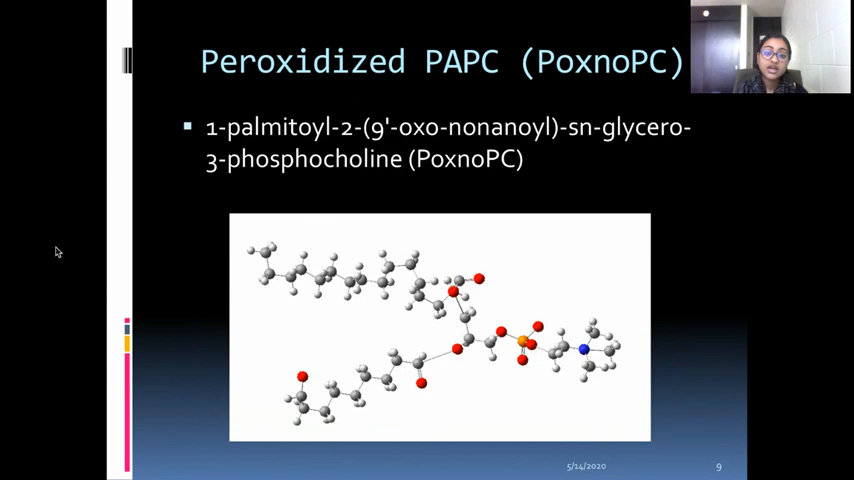 Peroxidized PAPC (PoxnoPC)
1-palmitoyl-2-(9'-oxo-nonanoyl)-sn-glycero-
3-phosphocholine (PoxnoPC)
5/14/2020
9